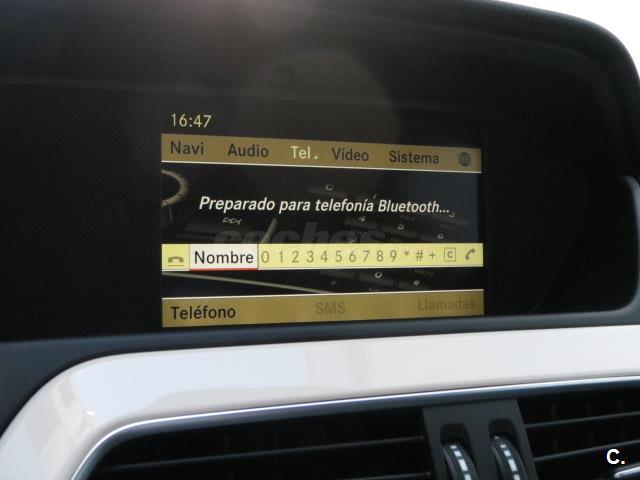 16:47
Navi Audio Tel. Vídeo Sistema
Preparado para telefonía Bluetooth...
coches
Nombre 0 1 2 3 4 5 6 7 8 9 * # + C
Teléfono SMS Llamadas
C.